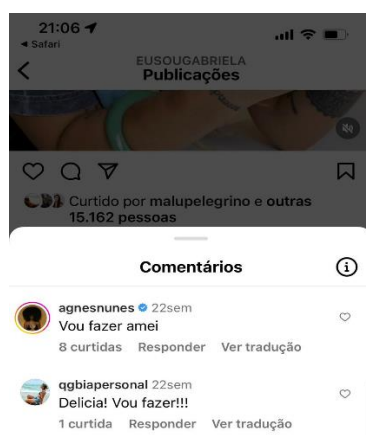 21:06
Safari
EUSOUGABRIELA
Publicações
Curtido por malupelegrino e outras
15.162 pessoas
Comentários
agnesnunes 22sem
Vou fazer amei
8 curtidas Responder Ver tradução
qgbiapersonal 22sem
Delicia! Vou fazer!!!
1 curtida Responder Ver tradução